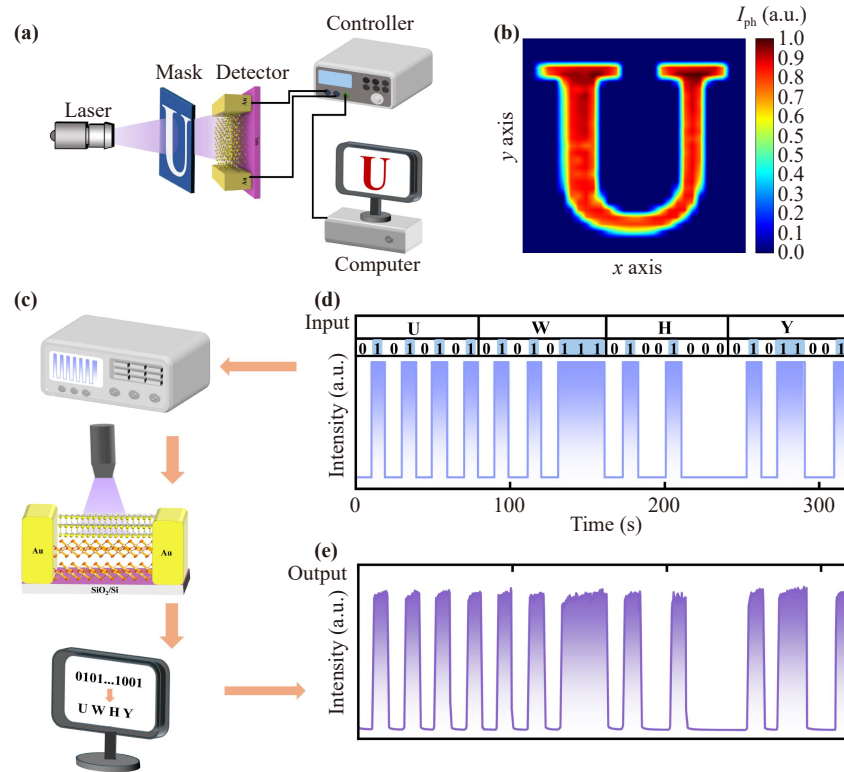 (a)
Controller
Mask
Detector
Laser
Au
Au
U
U
Computer
(b)
I_ph (a.u.)
1.0
0.9
0.8
0.7
0.6
0.5
0.4
0.3
0.2
0.1
0.0
y axis
x axis
(c)
Au
Au
SiO₂/Si
0101...1001
U W H Y
(d)
Input
U W H Y
0 1 0 1 0 1 0 1 0 1 0 1 0 1 1 1 0 1 0 0 1 0 0 0 0 1 0 1 1 0 0 1
Intensity (a.u.)
0 100 200 300
Time (s)
(e)
Output
Intensity (a.u.)